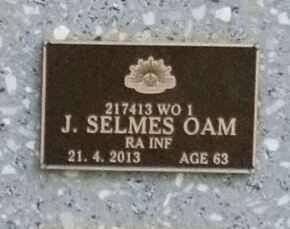 217413 WO 1
J. SELMES OAM
RA INF
21. 4. 2013 AGE 63